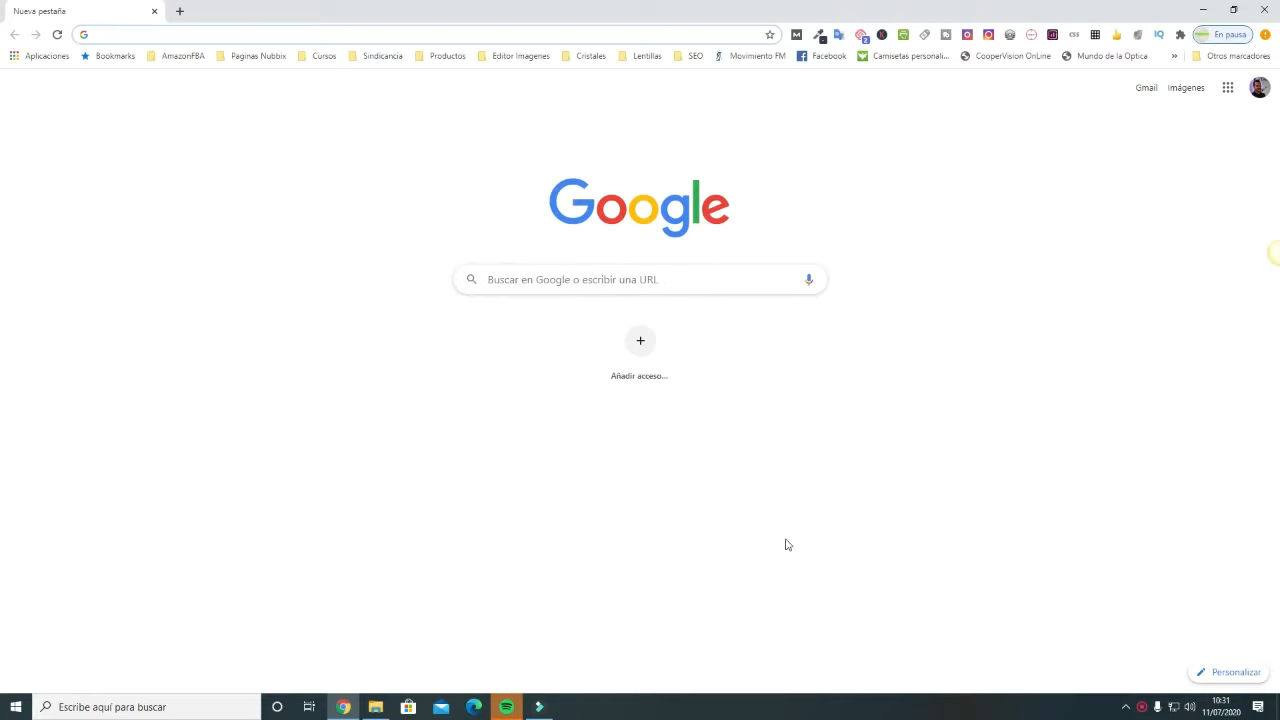 Nueva pestaña
Aplicaciones Bookmarks AmazonFBA Paginas Nubbix Cursos Sindicancia Productos Editor Imagenes Cristales Lentillas SEO Movimiento FM Facebook Camisetas personali... CooperVision OnLine Mundo de la Optica » Otros marcadores
En pausa
Gmail Imágenes
Google
Buscar en Google o escribir una URL
Añadir acceso...
Personalizar
Escribe aquí para buscar
10:31
11/07/2020